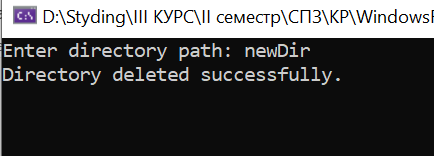 D:\Styding\III КУРС\II семестр\СПЗ\КР\Windows
Enter directory path: newDir
Directory deleted successfully.